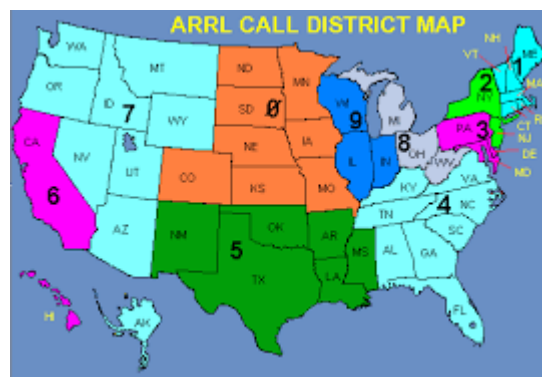 ARRL CALL DISTRICT MAP
NH
VT
WA
MT
ND
MN
ME
1
OR
ID
7
SD
Ø
WI
9
MI
2
NY
MA
WY
IA
8
PA
3
CT
NJ
CA
NV
NE
IL
IN
OH
WV
DE
MD
UT
CO
KS
MO
KY
VA
6
4
NC
TN
SC
AZ
NM
OK
AR
5
MS
AL
GA
TX
LA
HI
AK
FL